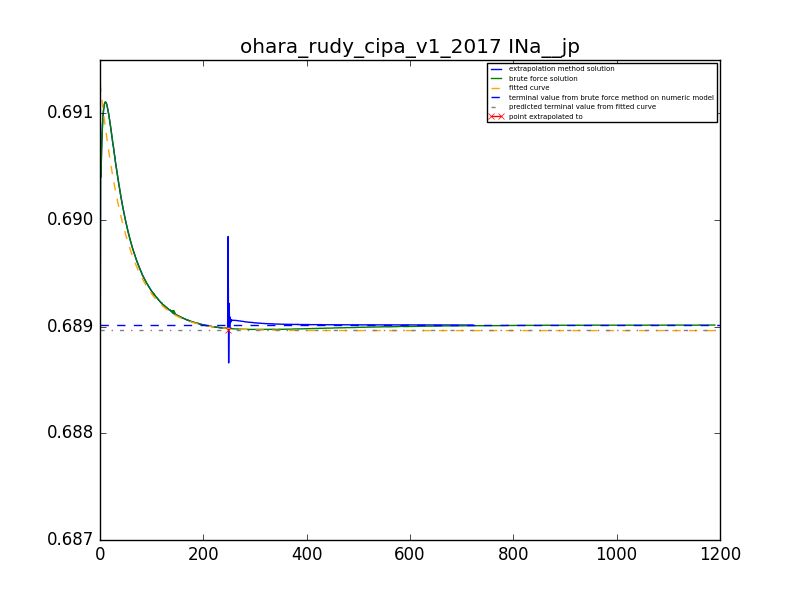 ohara_rudy_cipa_v1_2017 INa__jp
extrapolation method solution
brute force solution
fitted curve
terminal value from brute force method on numeric model
predicted terminal value from fitted curve
point extrapolated to
0.691
0.690
0.689
0.688
0.687
0 200 400 600 800 1000 1200